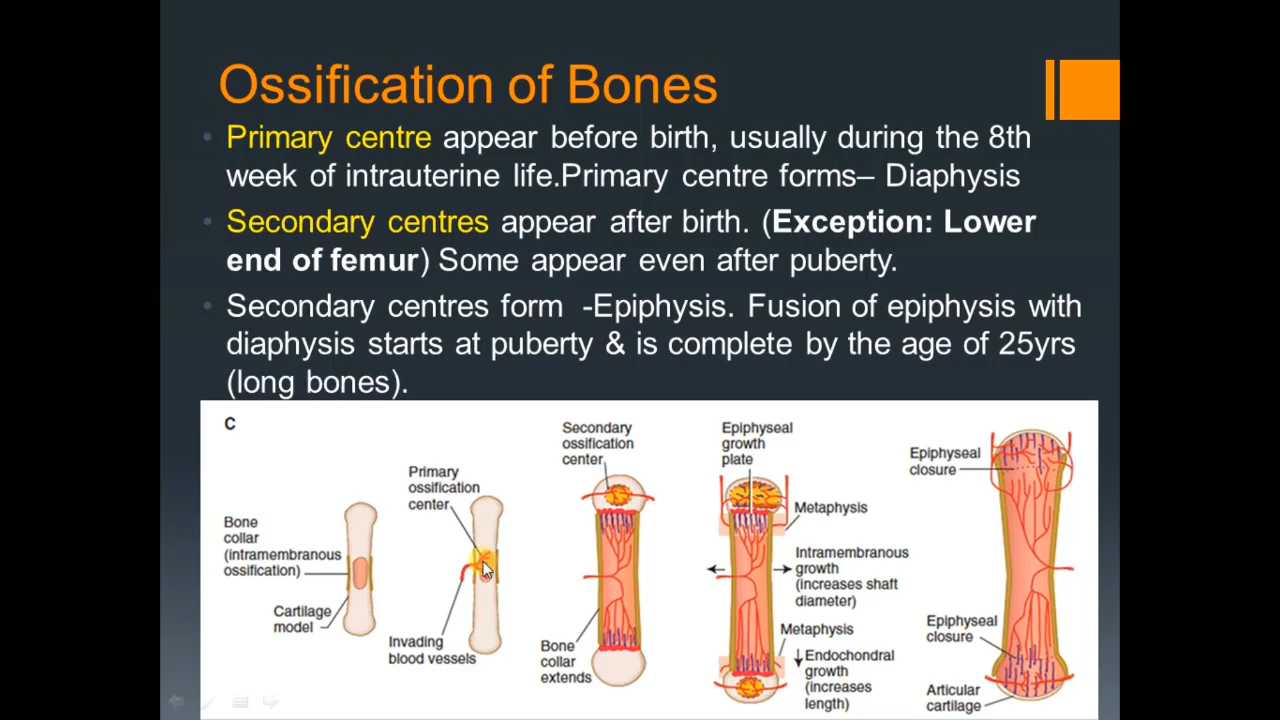 Ossification of Bones
Primary centre appear before birth, usually during the 8th
week of intrauterine life.Primary centre forms– Diaphysis
Secondary centres appear after birth. (Exception: Lower
end of femur) Some appear even after puberty.
Secondary centres form -Epiphysis. Fusion of epiphysis with
diaphysis starts at puberty & is complete by the age of 25yrs
(long bones).
C
Bone
collar
(intramembranous
ossification)
Cartilage
model
Primary
ossification
center
Invading
blood vessels
Secondary
ossification
center
Bone
collar
extends
Epiphyseal
growth
plate
Metaphysis
Intramembranous
growth
(increases shaft
diameter)
Metaphysis
Endochondral
growth
(increases
length)
Epiphyseal
closure
Epiphyseal
closure
Articular
cartilage